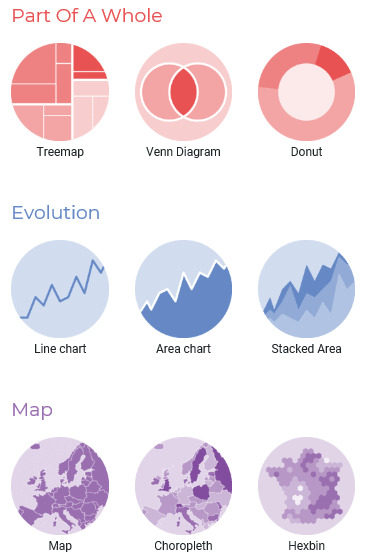 Part Of A Whole
Treemap
Venn Diagram
Donut
Evolution
Line chart
Area chart
Stacked Area
Map
Map
Choropleth
Hexbin